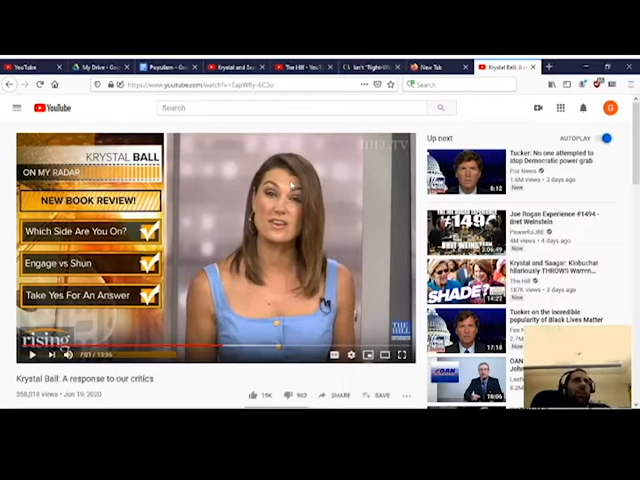 YouTube
My Drive - Goo
Populism - Go
Krystal and Saa
The Hill - YouT
New Tab
Krystal Ball: A r
https://www.youtube.com/watch?v=
Search
YouTube
Search
G
KRYSTAL BALL
ON MY RADAR
NEW BOOK REVIEW!
Which Side Are You On?
Engage vs Shun
Take Yes For An Answer
rising
HILL.TV
THE HILL
7:01 / 13:35
Krystal Ball: A response to our critics
358,018 views • Jun 19, 2020
19K
902
SHARE
SAVE
Up next
AUTOPLAY
8:12
Tucker: No one attempted to
stop Democratic power grab
Fox News
1.6M views • 3 days ago
New
#1494
3:06:49
Joe Rogan Experience #1494 -
Bret Weinstein
PowerfulJRE
4M views • 4 days ago
New
SHADE?
14:22
Krystal and Saagar: Klobuchar
hilariously THROWS Warren...
The Hill
187K views • 3 days ago
New
17:18
Tucker on the incredible
popularity of Black Lives Matter
18:06
OAN